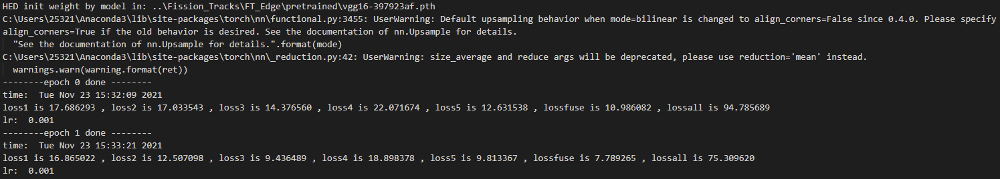 HED init weight by model in: ..\Fission_Tracks\FT_Edge\pretrained\vgg16-397923af.pth
C:\Users\25321\Anaconda3\lib\site-packages\torch\nn\functional.py:3455: UserWarning: Default upsampling behavior when mode=bilinear is changed to align_corners=False since 0.4.0. Please specify
align_corners=True if the old behavior is desired. See the documentation of nn.Upsample for details.
  "See the documentation of nn.Upsample for details.".format(mode)
C:\Users\25321\Anaconda3\lib\site-packages\torch\nn\_reduction.py:42: UserWarning: size_average and reduce args will be deprecated, please use reduction='mean' instead.
  warnings.warn(warning.format(ret))
--------epoch 0 done --------
time:  Tue Nov 23 15:32:09 2021
loss1 is 17.686293 , loss2 is 17.033543 , loss3 is 14.376560 , loss4 is 22.071674 , loss5 is 12.631538 , lossfuse is 10.986082 , lossall is 94.785689
lr:  0.001
--------epoch 1 done --------
time:  Tue Nov 23 15:33:21 2021
loss1 is 16.865022 , loss2 is 12.507098 , loss3 is 9.436489 , loss4 is 18.898378 , loss5 is 9.813367 , lossfuse is 7.789265 , lossall is 75.309620
lr:  0.001